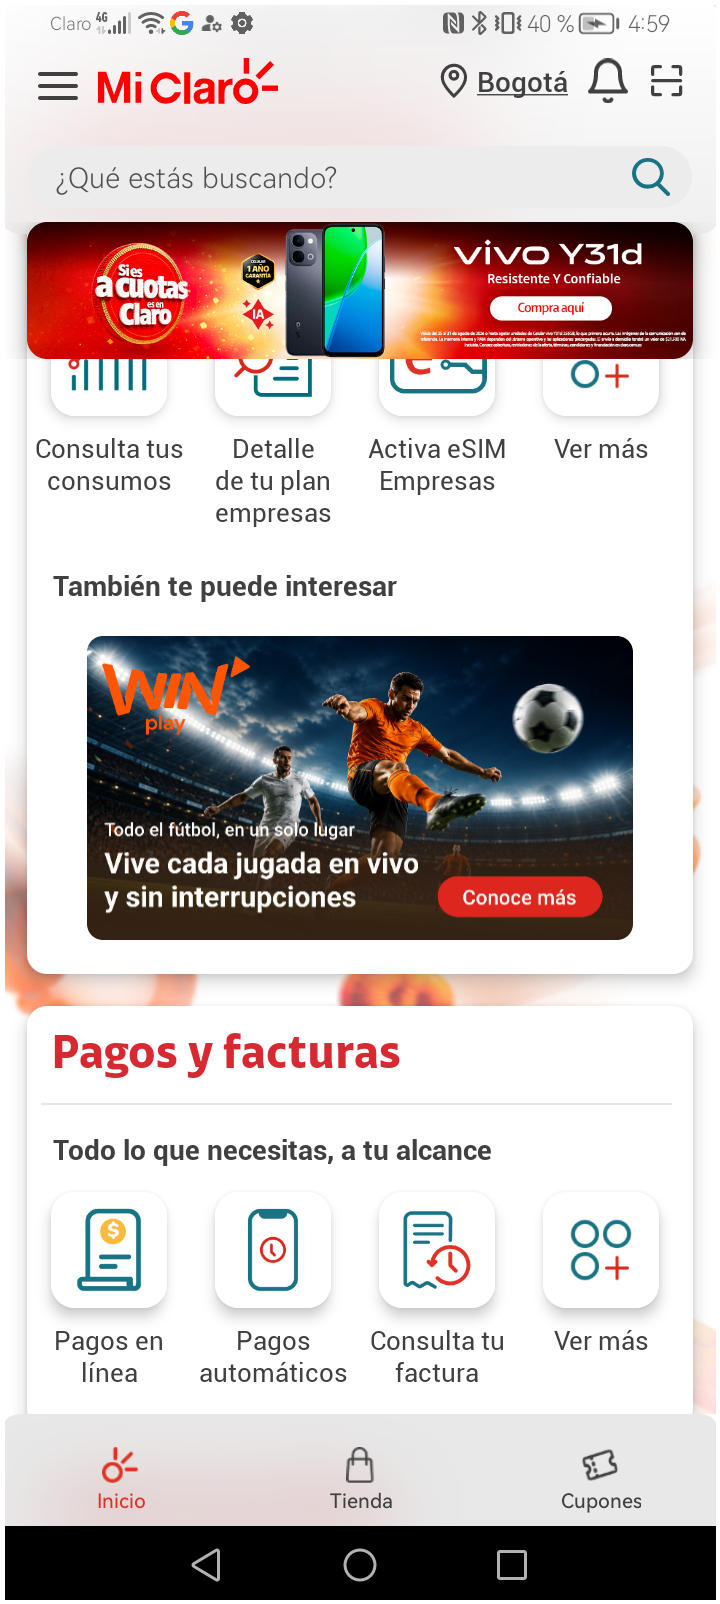 Claro 4G 40 % 4:59
Mi Claro
Bogotá
¿Qué estás buscando?
Si es
a cuotas
es en
Claro
1 AÑO
GARANTÍA
IA
vivo Y31d
Resistente Y Confiable
Compra aquí
Consulta tus
consumos
Detalle
de tu plan
empresas
Activa eSIM
Empresas
Ver más
También te puede interesar
WIN
play
Todo el fútbol, en un solo lugar
Vive cada jugada en vivo
y sin interrupciones
Conoce más
Pagos y facturas
Todo lo que necesitas, a tu alcance
Pagos en
línea
Pagos
automáticos
Consulta tu
factura
Ver más
Inicio
Tienda
Cupones